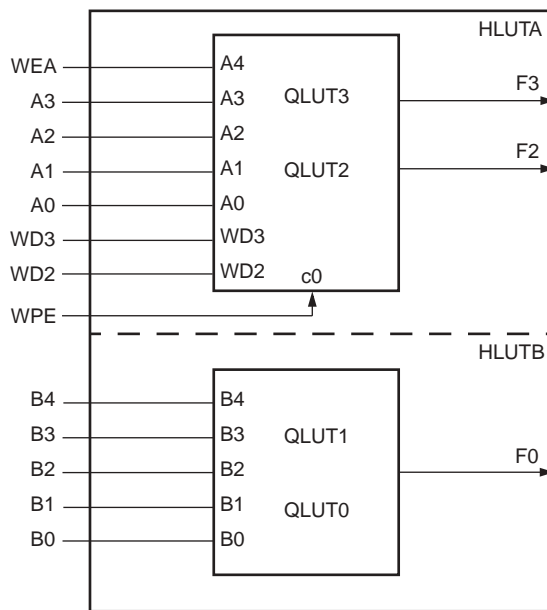 HLUTA
WEA A4
A3 A3 QLUT3 F3
A2 A2
A1 A1 QLUT2 F2
A0 A0
WD3 WD3
WD2 WD2 c0
WPE
HLUTB
B4 B4
B3 B3 QLUT1
B2 B2 F0
B1 B1 QLUT0
B0 B0